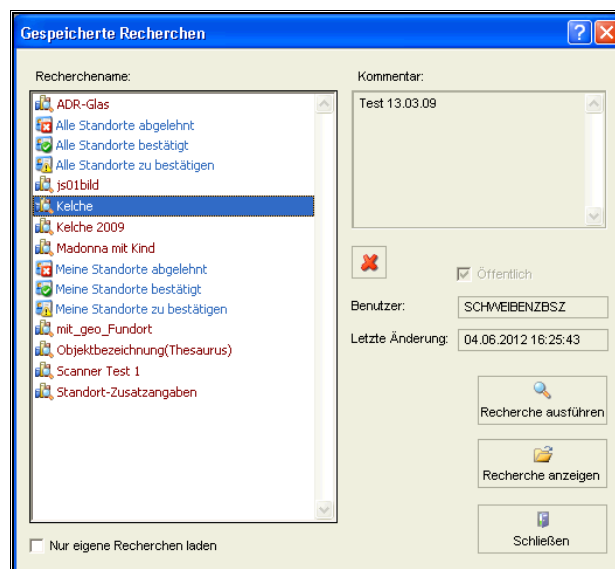 Gespeicherte Recherchen
Recherchename:
ADR-Glas
Alle Standorte abgelehnt
Alle Standorte bestätigt
Alle Standorte zu bestätigen
js01bild
Kelche
Kelche 2009
Madonna mit Kind
Meine Standorte abgelehnt
Meine Standorte bestätigt
Meine Standorte zu bestätigen
mit_geo_Fundort
Objektbezeichnung(Thesaurus)
Scanner Test 1
Standort-Zusatzangaben
Nur eigene Recherchen laden
Kommentar:
Test 13.03.09
Öffentlich
Benutzer: SCHWEIBENZBSZ
Letzte Änderung: 04.06.2012 16:25:43
Recherche ausführen
Recherche anzeigen
Schließen